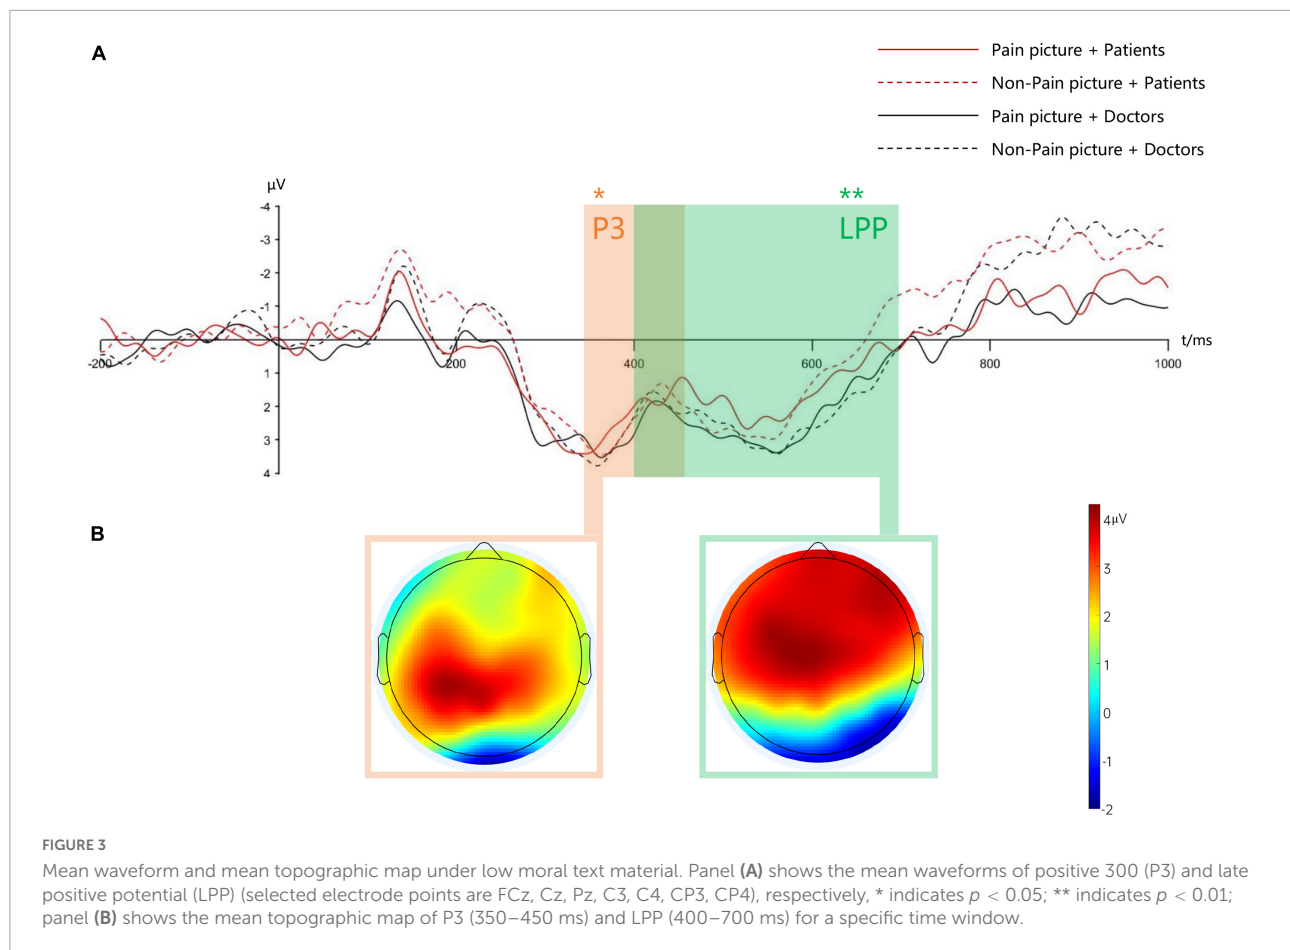 A
Pain picture + Patients
Non-Pain picture + Patients
Pain picture + Doctors
Non-Pain picture + Doctors
μV
-4
-3
-2
-1
1
2
3
4
* **
P3 LPP
-200 200 400 600 800 1000
t/ms
B
4μV
3
2
1
0
-1
-2
FIGURE 3
Mean waveform and mean topographic map under low moral text material. Panel (A) shows the mean waveforms of positive 300 (P3) and late
positive potential (LPP) (selected electrode points are FCz, Cz, Pz, C3, C4, CP3, CP4), respectively, * indicates p < 0.05; ** indicates p < 0.01;
panel (B) shows the mean topographic map of P3 (350–450 ms) and LPP (400–700 ms) for a specific time window.